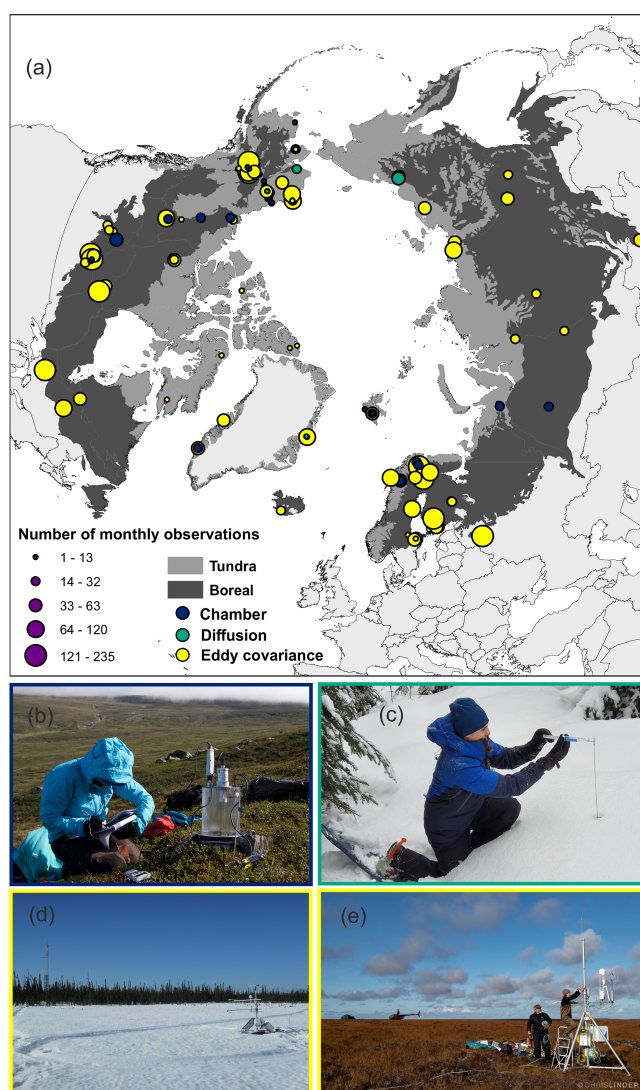 (a)
Number of monthly observations
1 - 13
14 - 32
33 - 63
64 - 120
121 - 235
Tundra
Boreal
Chamber
Diffusion
Eddy covariance
(b)
(c)
(d)
(e)
© CHRISLINDER